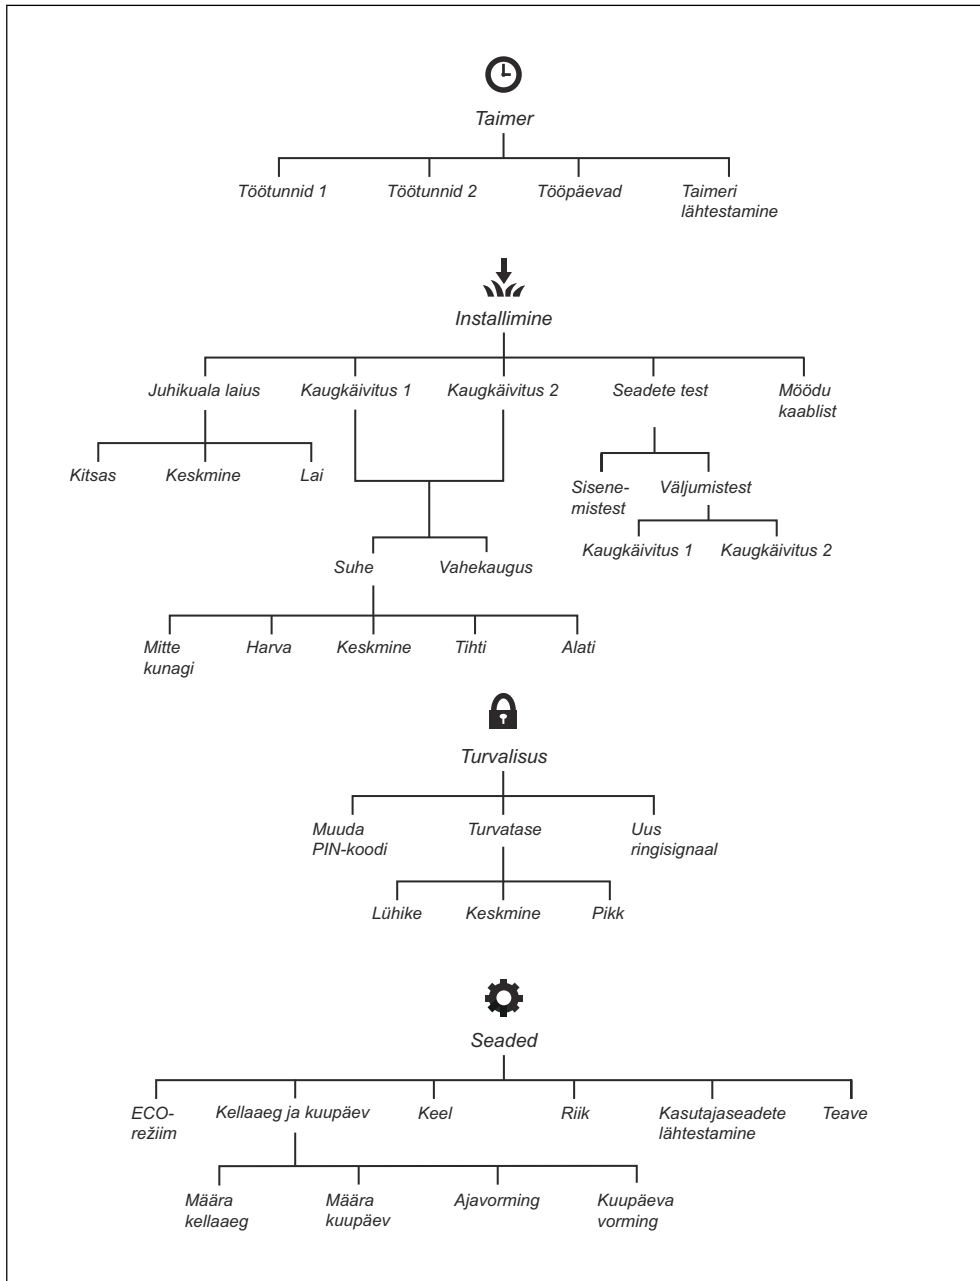 Taimer
Töötunnid 1
Töötunnid 2
Tööpäevad
Taimeri
lähtestamine
Installimine
Juhikuala laius
Kaugkäivitus 1
Kaugkäivitus 2
Seadete test
Möödu
kaablist
Kitsas
Keskmine
Lai
Sisene-
mistest
Väljumistest
Kaugkäivitus 1
Kaugkäivitus 2
Suhe
Vahekaugus
Mitte
kunagi
Harva
Keskmine
Tihti
Alati
Turvalisus
Muuda
PIN-koodi
Turvatase
Uus
ringisignaal
Lühike
Keskmine
Pikk
Seaded
ECO-
režiim
Kellaaeg ja kuupäev
Keel
Riik
Kasutajaseadete
lähtestamine
Teave
Määra
kellaaeg
Määra
kuupäev
Ajavorming
Kuupäeva
vorming